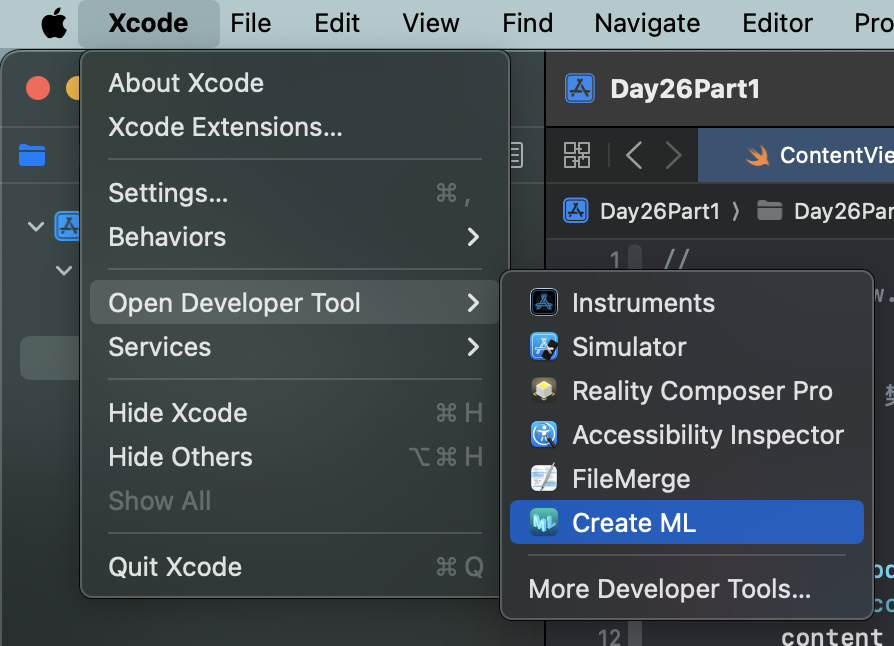 Xcode File Edit View Find Navigate Editor Pro
About Xcode
Xcode Extensions...
Settings... ⌘ ,
Behaviors
Open Developer Tool
Services
Hide Xcode ⌘ H
Hide Others ⌥ ⌘ H
Show All
Quit Xcode ⌘ Q
Day26Part1
ContentVie
Day26Part1 〉 Day26Par
1 //
Instruments
Simulator
Reality Composer Pro
Accessibility Inspector
FileMerge
Create ML
More Developer Tools...
12 content